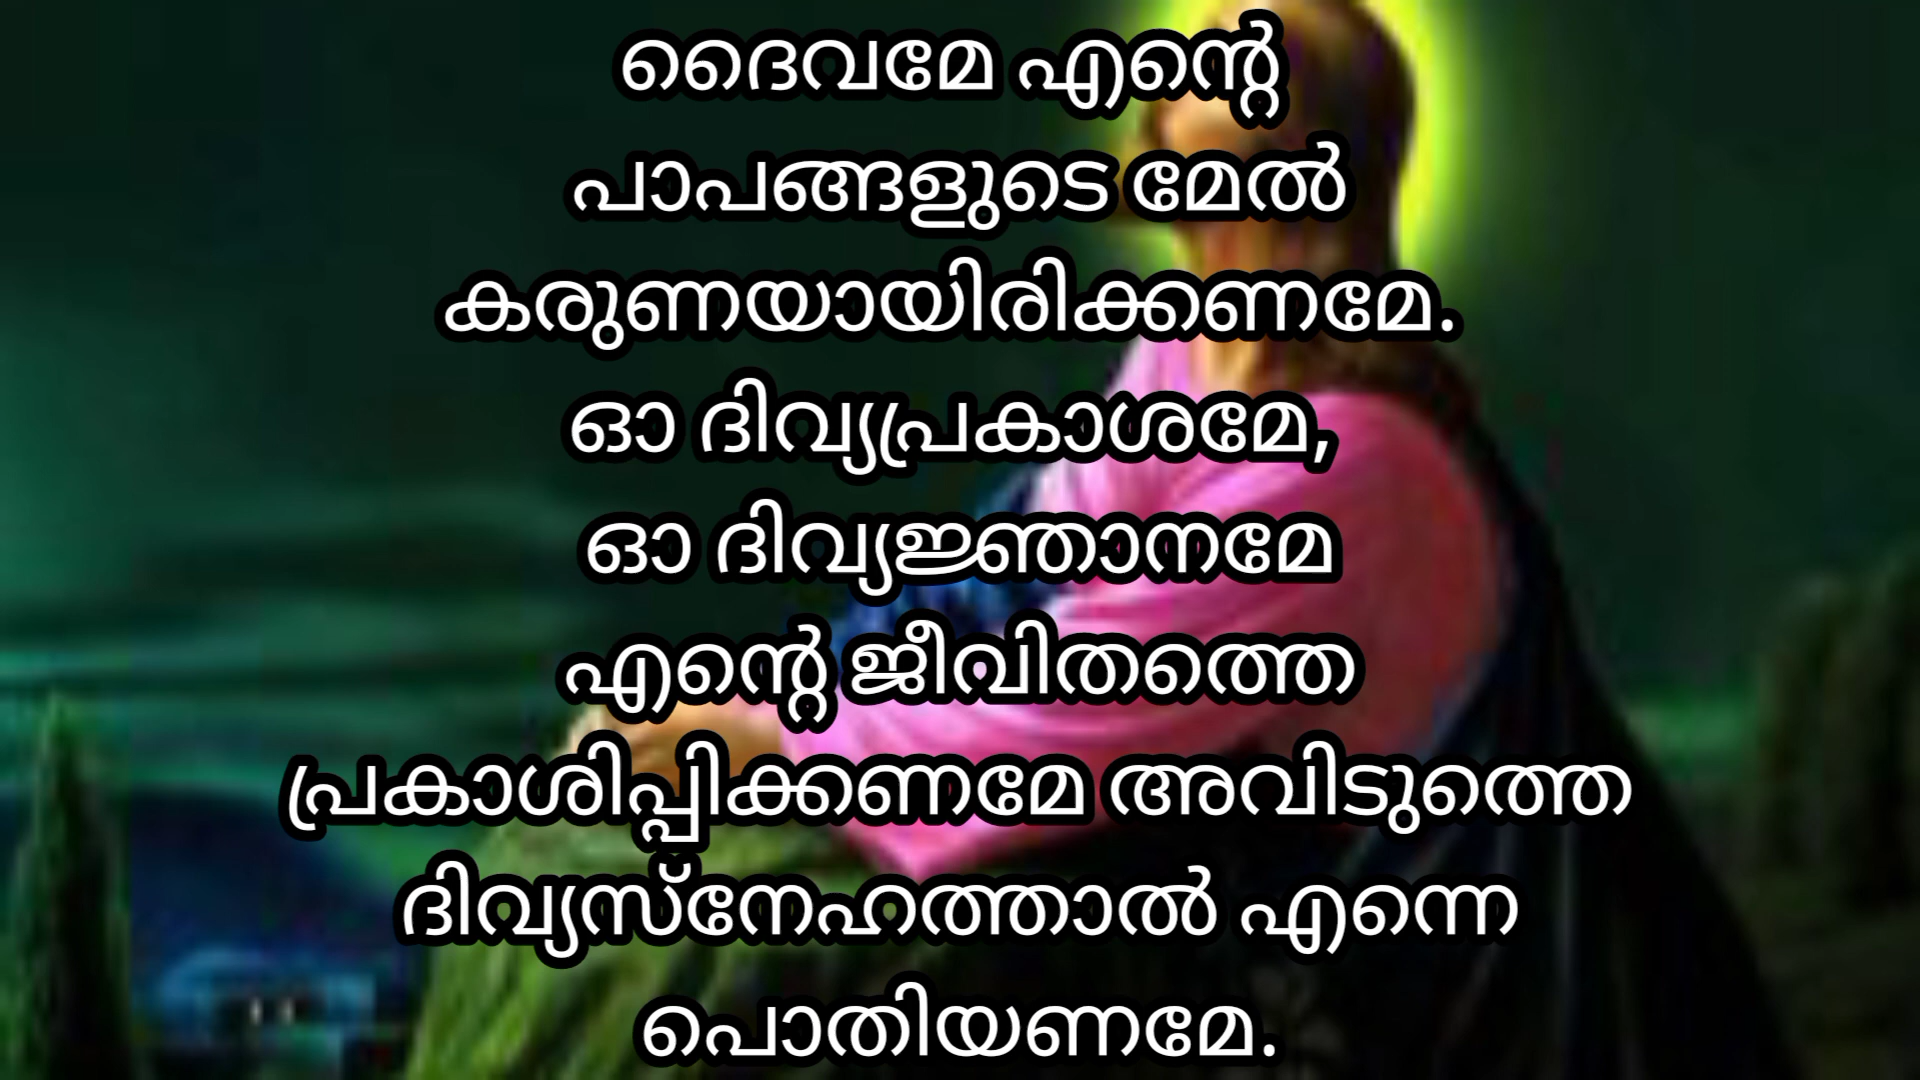 ദൈവമേ എന്റെ
പാപങ്ങളുടെ മേൽ
കരുണയായിരിക്കണമേ.
ഓ ദിവ്യപ്രകാശമേ,
ഓ ദിവ്യജ്ഞാനമേ
എന്റെ ജീവിതത്തെ
പ്രകാശിപ്പിക്കണമേ അവിടുത്തെ
ദിവ്യസ്നേഹത്താൽ എന്നെ
പൊതിയണമേ.